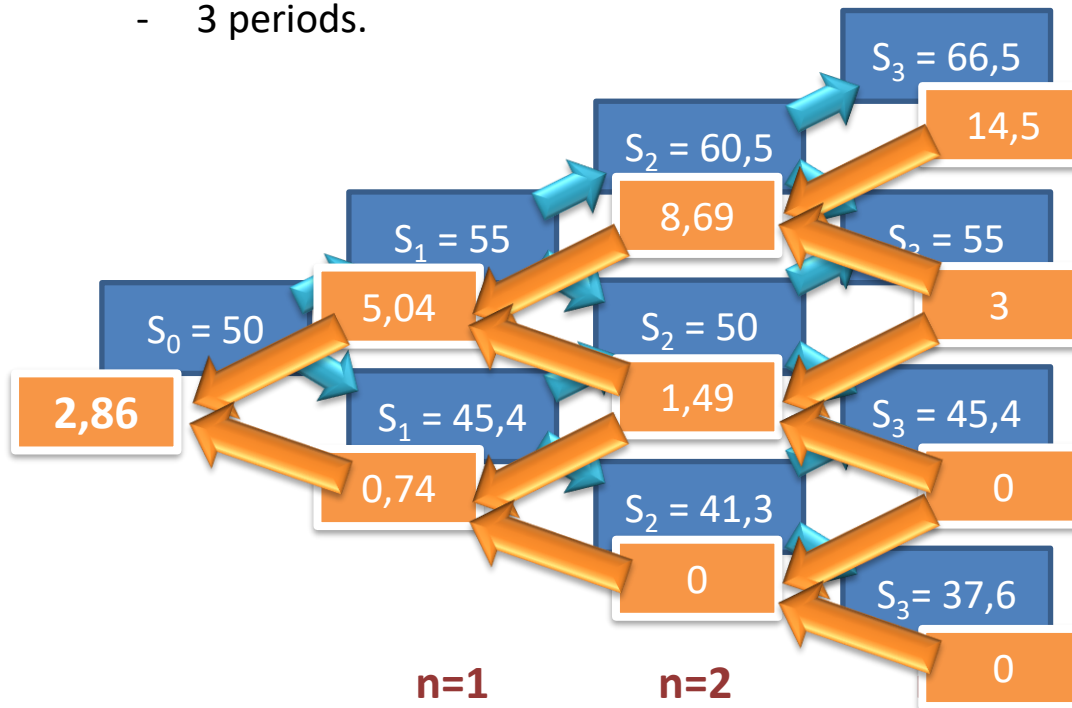 - 3 periods.
S₃ = 66,5
14,5
S₂ = 60,5
8,69
S₁ = 55
S₃ = 55
5,04
3
S₀ = 50
S₂ = 50
2,86
1,49
S₁ = 45,4
S₃ = 45,4
0,74
0
S₂ = 41,3
0
S₃= 37,6
0
n=1 n=2